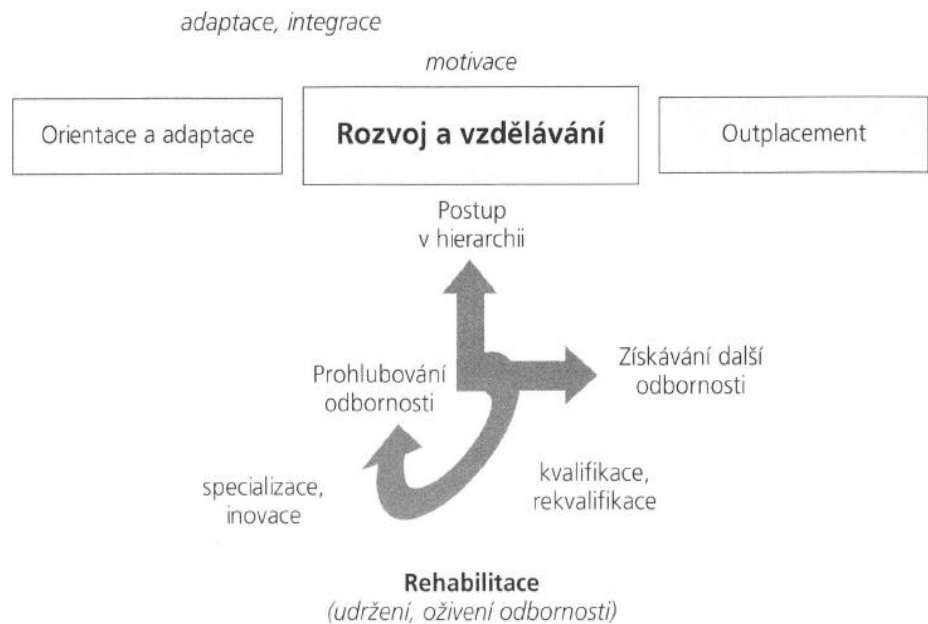 adaptace, integrace
motivace
Orientace a adaptace
Rozvoj a vzdělávání
Outplacement
Postup
v hierarchii
Prohlubování
odbornosti
Získávání další
odbornosti
specializace,
inovace
kvalifikace,
rekvalifikace
Rehabilitace
(udržení, oživení odbornosti)